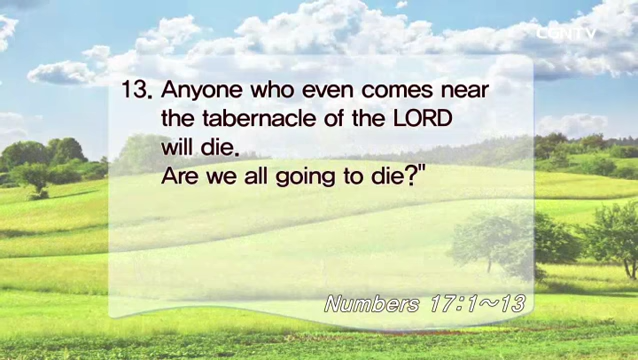 CGNTV
13. Anyone who even comes near
the tabernacle of the LORD
will die.
Are we all going to die?"
Numbers 17:1~13